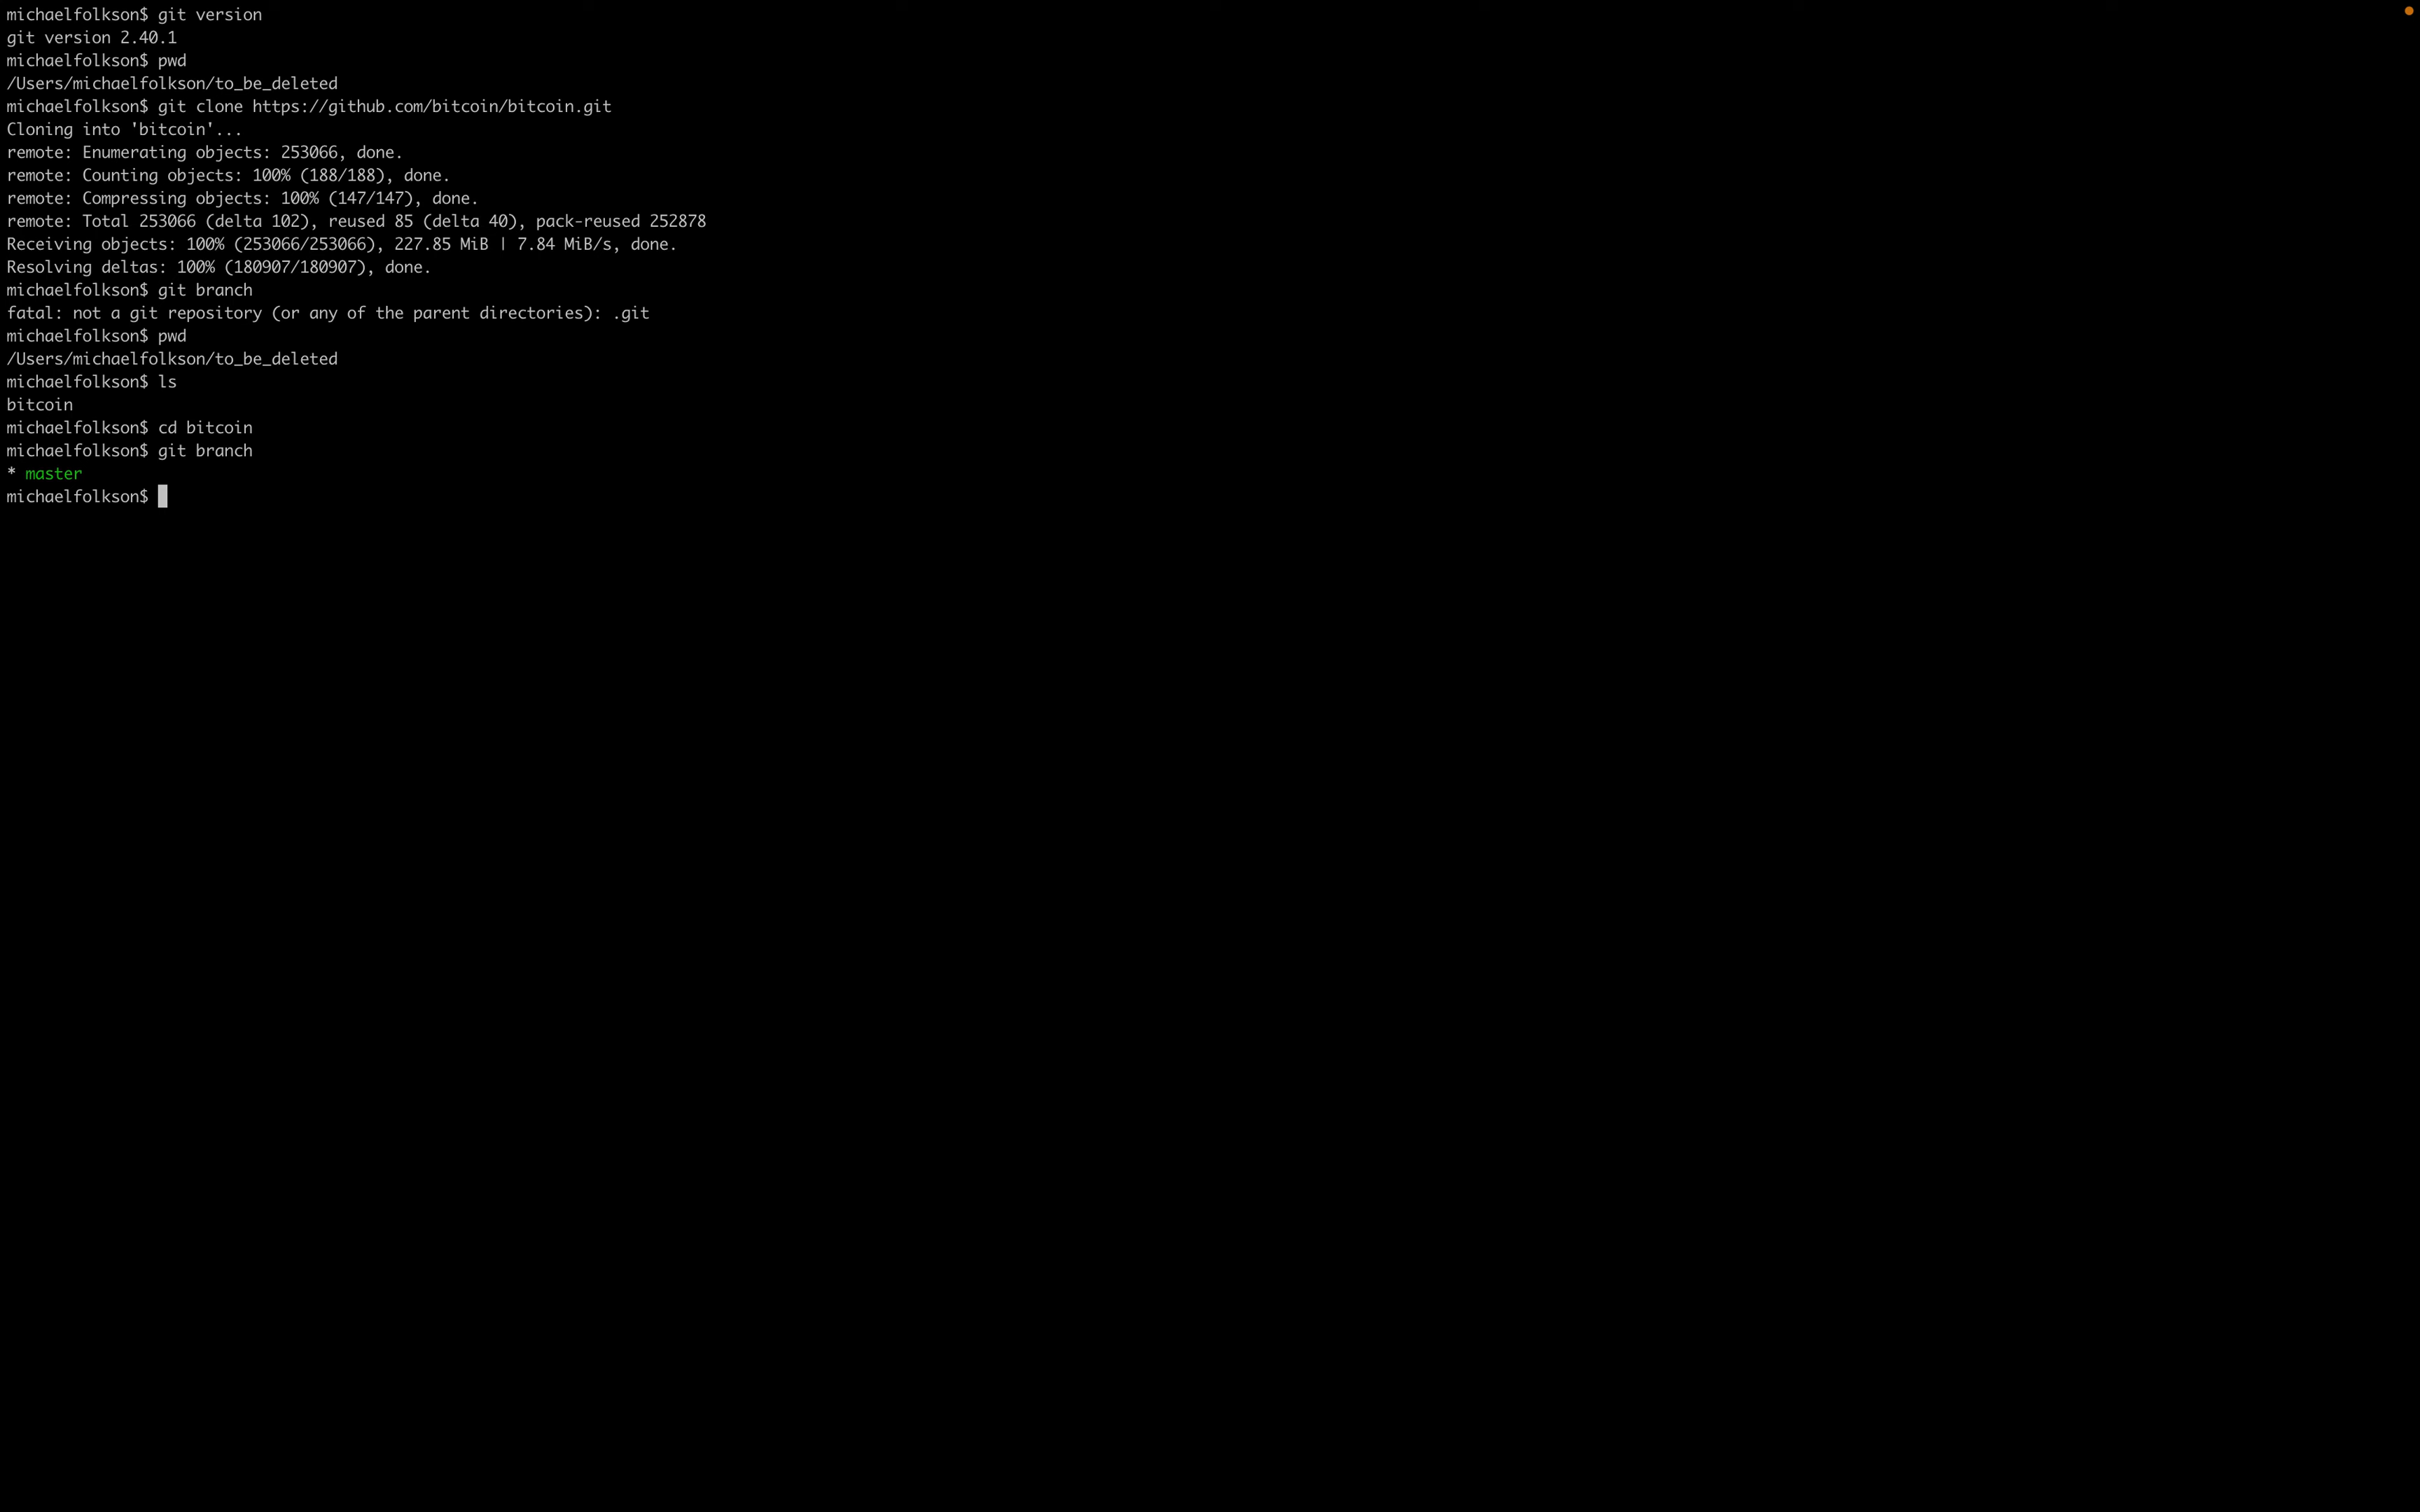 michaelfolkson$ git version
git version 2.40.1
michaelfolkson$ pwd
/Users/michaelfolkson/to_be_deleted
michaelfolkson$ git clone https://github.com/bitcoin/bitcoin.git
Cloning into 'bitcoin'...
remote: Enumerating objects: 253066, done.
remote: Counting objects: 100% (188/188), done.
remote: Compressing objects: 100% (147/147), done.
remote: Total 253066 (delta 102), reused 85 (delta 40), pack-reused 252878
Receiving objects: 100% (253066/253066), 227.85 MiB | 7.84 MiB/s, done.
Resolving deltas: 100% (180907/180907), done.
michaelfolkson$ git branch
fatal: not a git repository (or any of the parent directories): .git
michaelfolkson$ pwd
/Users/michaelfolkson/to_be_deleted
michaelfolkson$ ls
bitcoin
michaelfolkson$ cd bitcoin
michaelfolkson$ git branch
* master
michaelfolkson$